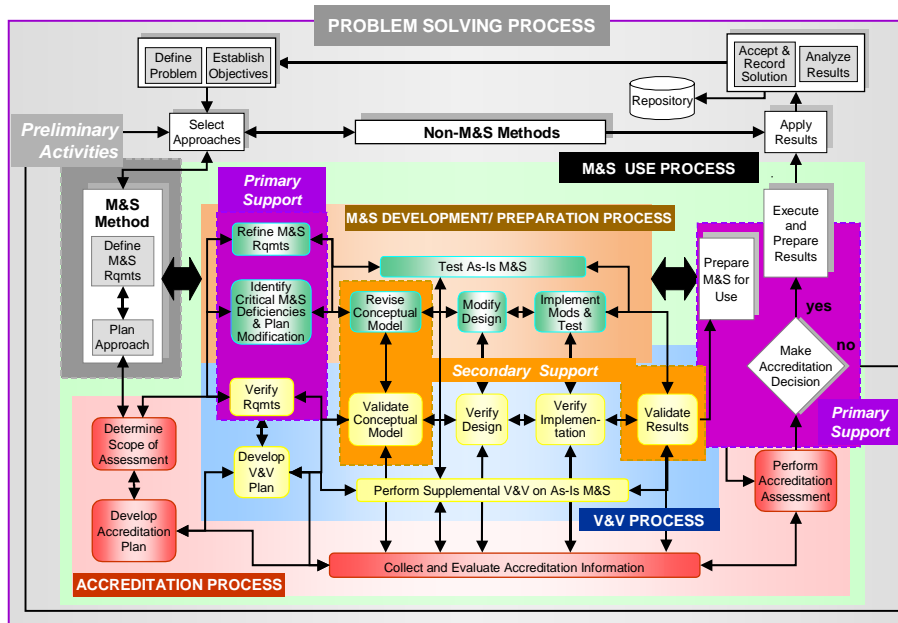 PROBLEM SOLVING PROCESS
Define
Problem
Establish
Objectives
Accept &
Record
Solution
Analyze
Results
Repository
Preliminary
Activities
Select
Approaches
Non-M&S Methods
Apply
Results
M&S USE PROCESS
M&S
Method
Define
M&S
Rqmts
Plan
Approach
Primary
Support
M&S DEVELOPMENT/ PREPARATION PROCESS
Refine M&S
Rqmts
Identify
Critical M&S
Deficiencies
& Plan
Modification
Test As-Is M&S
Revise
Conceptual
Model
Modify
Design
Implement
Mods &
Test
Prepare
M&S for
Use
Execute
and
Prepare
Results
yes
no
Make
Accreditation
Decision
Secondary Support
Verify
Rqmts
Validate
Conceptual
Model
Verify
Design
Verify
Implemen-
tation
Validate
Results
Primary
Support
Determine
Scope of
Assessment
Develop
V&V
Plan
Perform Supplemental V&V on As-Is M&S
Perform
Accreditation
Assessment
Develop
Accreditation
Plan
V&V PROCESS
Collect and Evaluate Accreditation Information
ACCREDITATION PROCESS